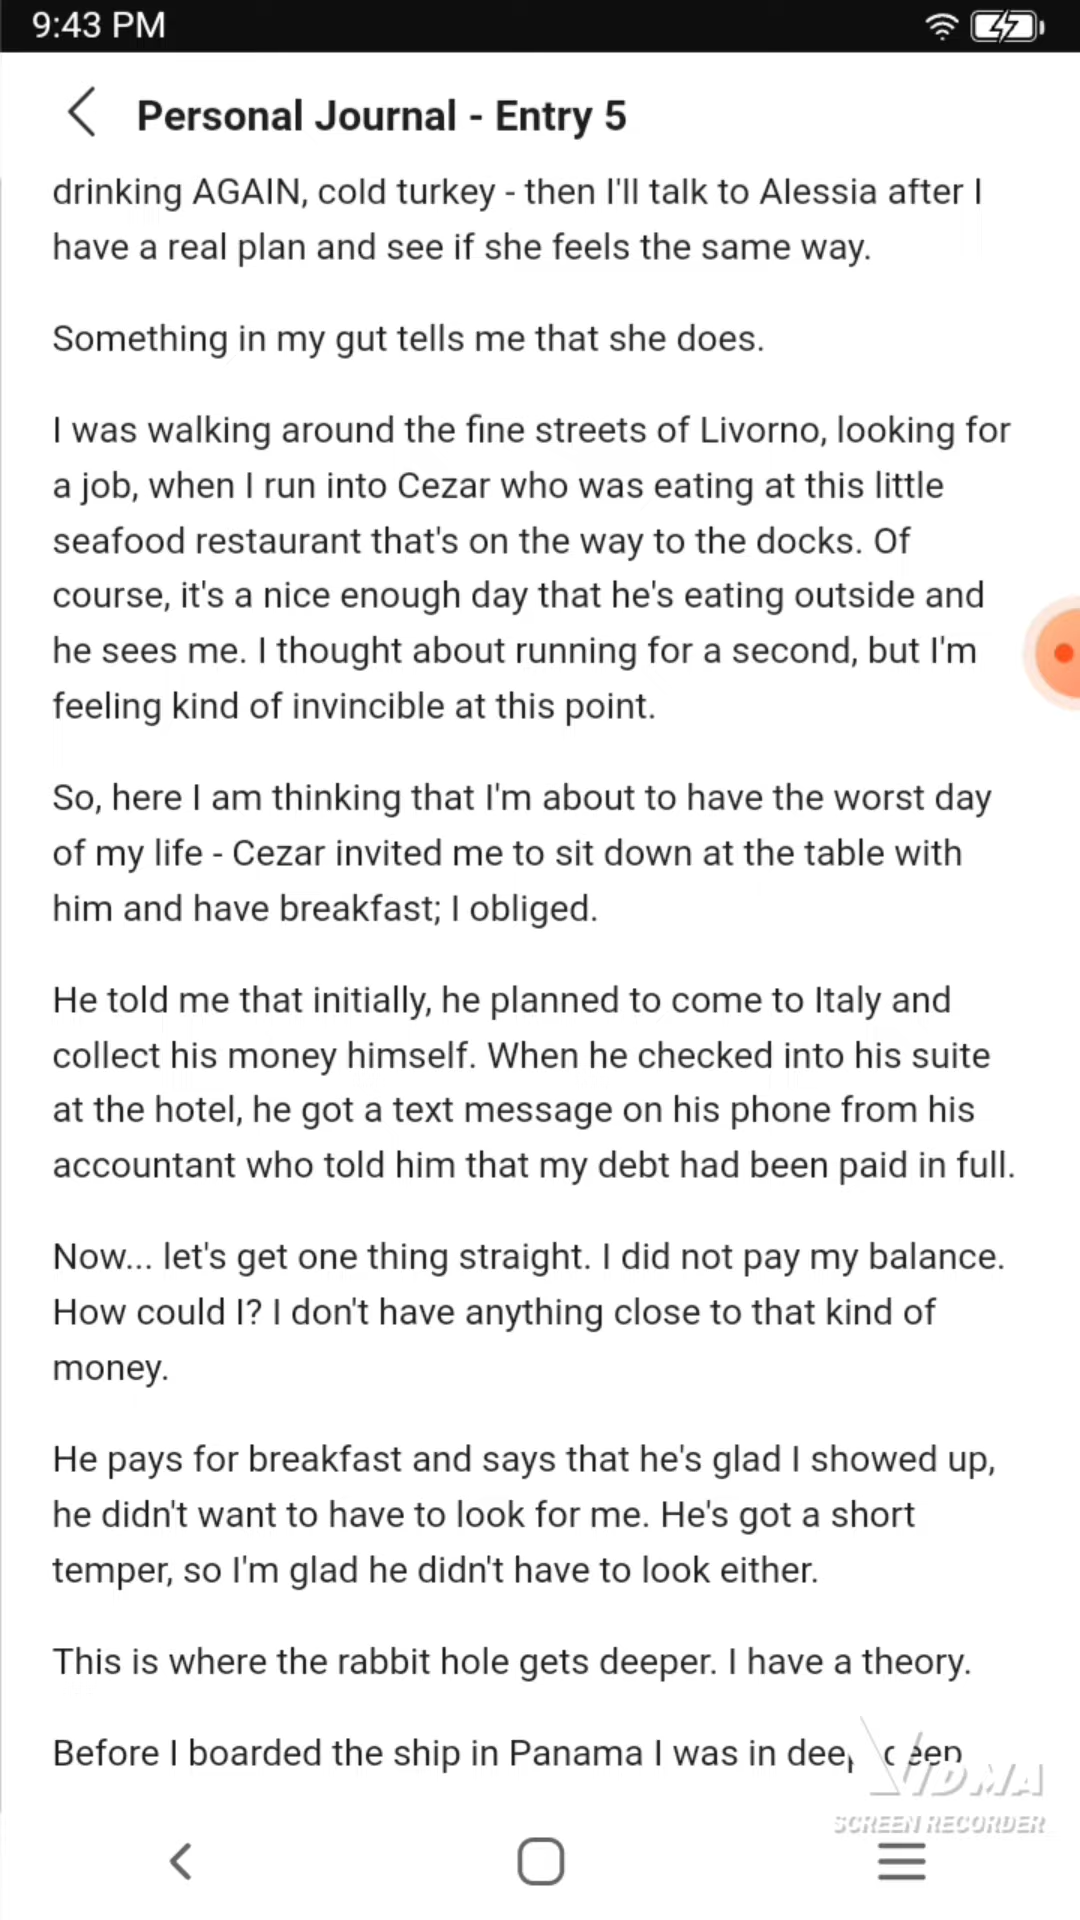 9:43 PM
Personal Journal - Entry 5
drinking AGAIN, cold turkey - then I'll talk to Alessia after I
have a real plan and see if she feels the same way.
Something in my gut tells me that she does.
I was walking around the fine streets of Livorno, looking for
a job, when I run into Cezar who was eating at this little
seafood restaurant that's on the way to the docks. Of
course, it's a nice enough day that he's eating outside and
he sees me. I thought about running for a second, but I'm
feeling kind of invincible at this point.
So, here I am thinking that I'm about to have the worst day
of my life - Cezar invited me to sit down at the table with
him and have breakfast; I obliged.
He told me that initially, he planned to come to Italy and
collect his money himself. When he checked into his suite
at the hotel, he got a text message on his phone from his
accountant who told him that my debt had been paid in full.
Now... let's get one thing straight. I did not pay my balance.
How could I? I don't have anything close to that kind of
money.
He pays for breakfast and says that he's glad I showed up,
he didn't want to have to look for me. He's got a short
temper, so I'm glad he didn't have to look either.
This is where the rabbit hole gets deeper. I have a theory.
Before I boarded the ship in Panama I was in deep, deep
VIDMA
SCREEN RECORDER